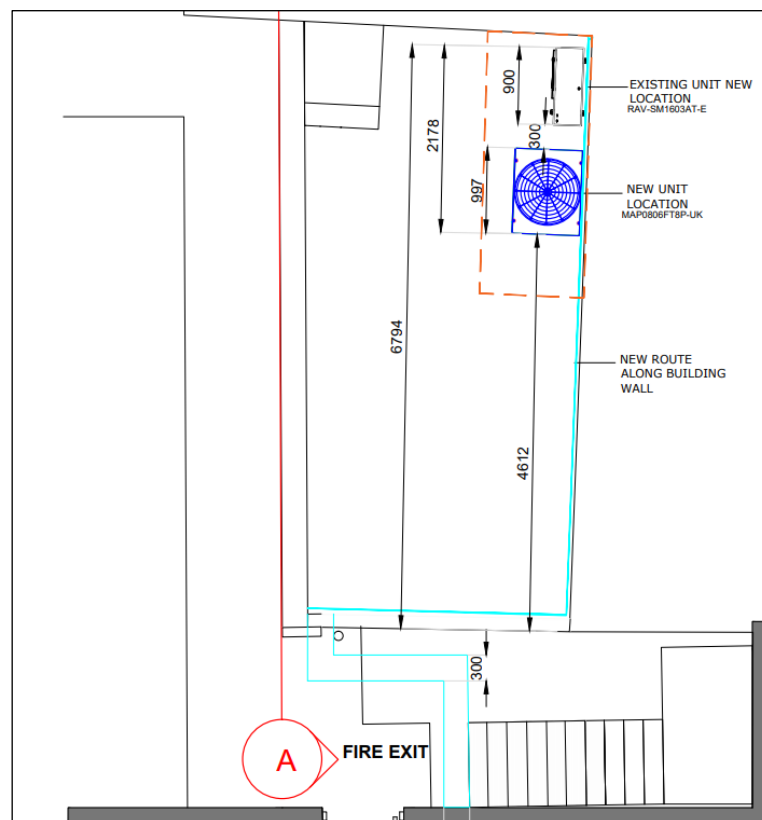 900
EXISTING UNIT NEW
LOCATION
RAV-SM1603AT-E
2178
300
997
NEW UNIT
LOCATION
MAP0806FT8P-UK
6794
NEW ROUTE
ALONG BUILDING
WALL
4612
300
A
FIRE EXIT